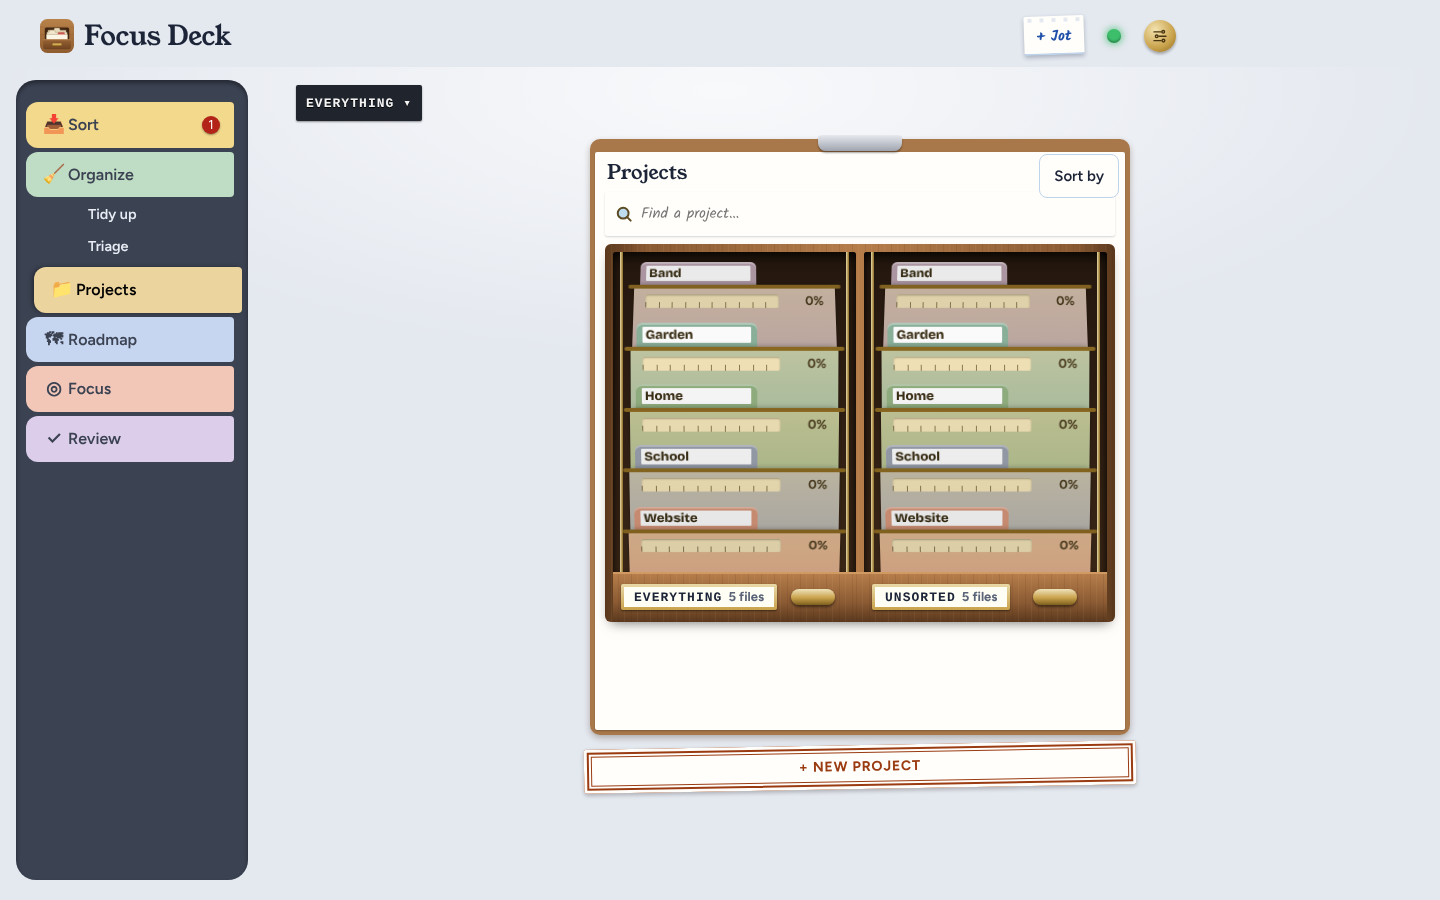 Focus Deck
+ Jot
Sort 1
Organize
Tidy up
Triage
Projects
Roadmap
Focus
Review
EVERYTHING ▾
Projects
Sort by
Find a project...
Band
0%
Garden
0%
Home
0%
School
0%
Website
0%
EVERYTHING 5 files
Band
0%
Garden
0%
Home
0%
School
0%
Website
0%
UNSORTED 5 files
+ NEW PROJECT